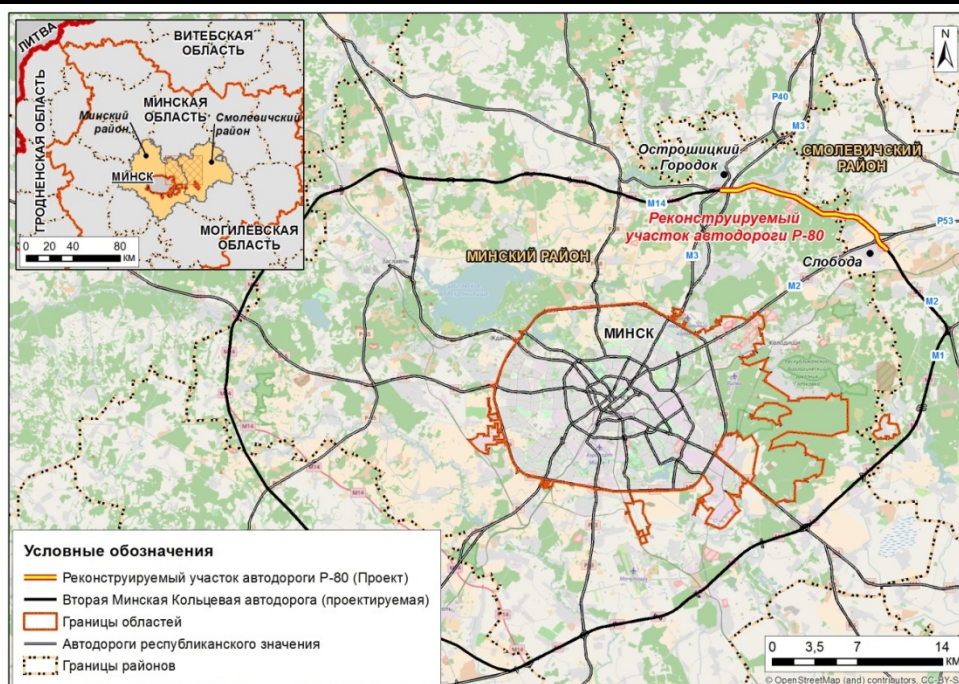 ЛИТВА
ВИТЕБСКАЯ
ОБЛАСТЬ
ГРОДНЕНСКАЯ ОБЛАСТЬ
МИНСКАЯ
ОБЛАСТЬ
Минский
район
Смолевичский
район
МИНСК
МОГИЛЕВСКАЯ
ОБЛАСТЬ
0 20 40 80
КМ
N
P40
M3
Острошицкий
Городок
СМОЛЕВИЧСКИЙ
РАЙОН
M14
P53
Реконструируемый
участок автодороги Р-80
M3
Слобода
МИНСКИЙ РАЙОН
M2
M2
МИНСК
M1
M14
M14
M14
Условные обозначения
Реконструируемый участок автодороги Р-80 (Проект)
Вторая Минская Кольцевая автодорога (проектируемая)
Границы областей
Автодороги республиканского значения
Границы районов
0 3,5 7 14
КМ
© OpenStreetMap (and) contributors, CC-BY-S